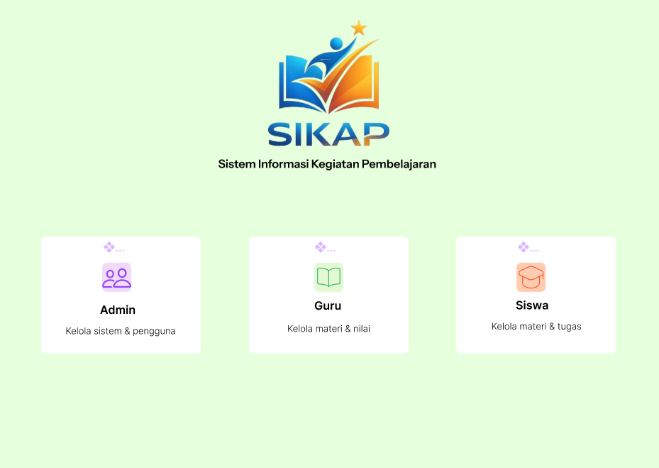 SIKAP
Sistem Informasi Kegiatan Pembelajaran
Admin
Kelola sistem & pengguna
Guru
Kelola materi & nilai
Siswa
Kelola materi & tugas